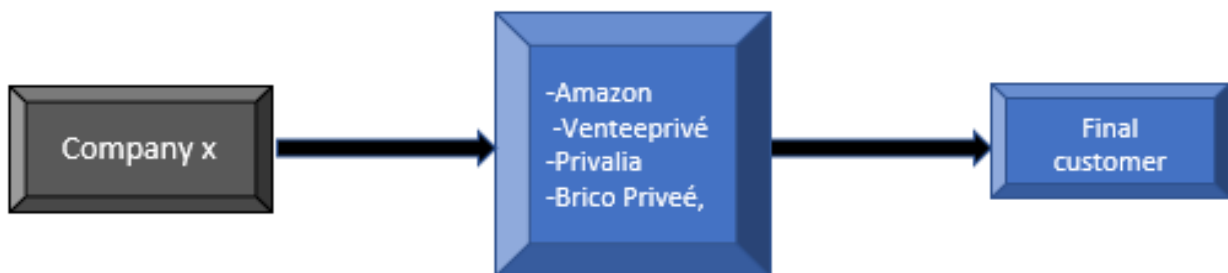 Company x
-Amazon
-Venteeprivé
-Privalia
-Brico Priveé,
Final
customer